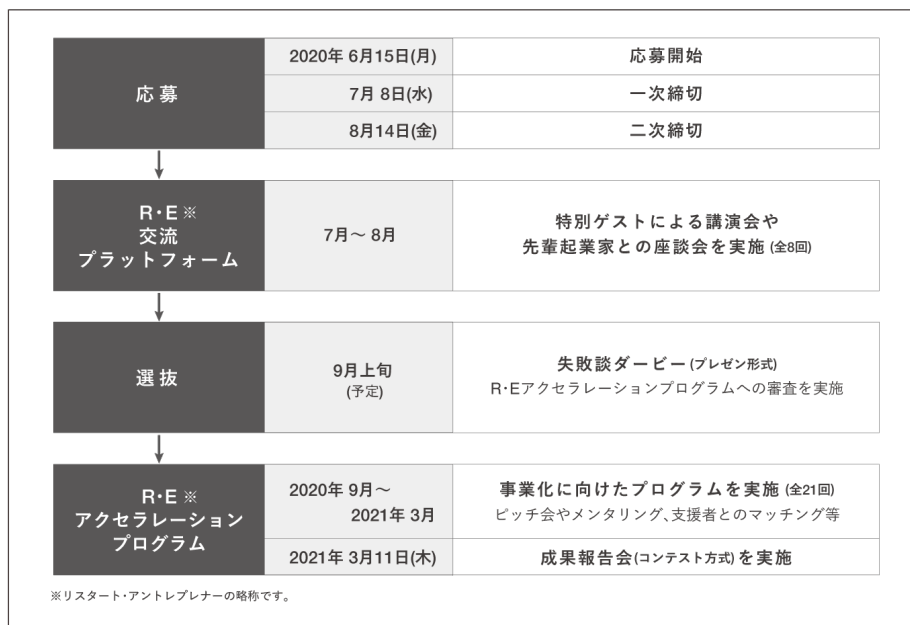 応募
2020年 6月15日(月)
応募開始
7月 8日(水)
一次締切
8月14日(金)
二次締切
R・E※
交流
プラットフォーム
7月〜 8月
特別ゲストによる講演会や
先輩起業家との座談会を実施 (全8回)
選抜
9月上旬
(予定)
失敗談ダービー (プレゼン形式)
R・Eアクセラレーションプログラムへの審査を実施
R・E ※
アクセラレーション
プログラム
2020年 9月〜
2021年 3月
事業化に向けたプログラムを実施 (全21回)
ピッチ会やメンタリング、支援者とのマッチング等
2021年 3月11日(木)
成果報告会(コンテスト方式) を実施
※リスタート・アントレプレナーの略称です。